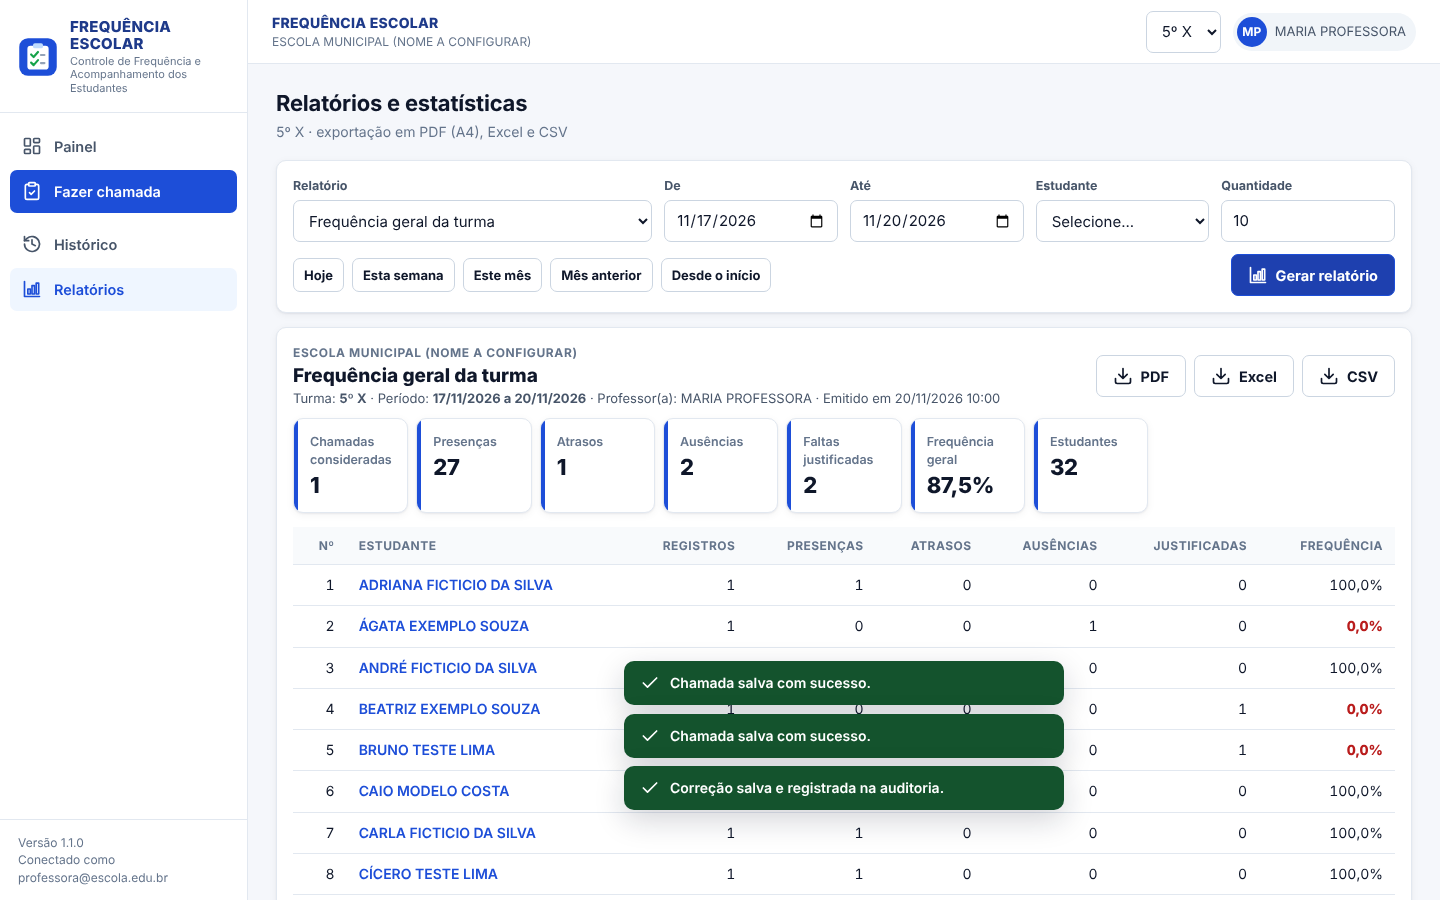 FREQUÊNCIA
ESCOLAR
Controle de Frequência e
Acompanhamento dos
Estudantes
Painel
Fazer chamada
Histórico
Relatórios
Versão 1.1.0
Conectado como
professora@escola.edu.br
FREQUÊNCIA ESCOLAR
ESCOLA MUNICIPAL (NOME A CONFIGURAR)
5º X
MP MARIA PROFESSORA
Relatórios e estatísticas
5º X · exportação em PDF (A4), Excel e CSV
Relatório De Até Estudante Quantidade
Frequência geral da turma 11/17/2026 11/20/2026 Selecione... 10
Hoje Esta semana Este mês Mês anterior Desde o início Gerar relatório
ESCOLA MUNICIPAL (NOME A CONFIGURAR)
Frequência geral da turma
Turma: 5º X · Período: 17/11/2026 a 20/11/2026 · Professor(a): MARIA PROFESSORA · Emitido em 20/11/2026 10:00
PDF Excel CSV
Chamadas consideradas
1
Presenças
27
Atrasos
1
Ausências
2
Faltas justificadas
2
Frequência geral
87,5%
Estudantes
32
Nº ESTUDANTE REGISTROS PRESENÇAS ATRASOS AUSÊNCIAS JUSTIFICADAS FREQUÊNCIA
1 ADRIANA FICTICIO DA SILVA 1 1 0 0 0 100,0%
2 ÁGATA EXEMPLO SOUZA 1 0 0 1 0 0,0%
3 ANDRÉ FICTICIO DA SILVA 0 0 100,0%
4 BEATRIZ EXEMPLO SOUZA 1 0 0 0 1 0,0%
5 BRUNO TESTE LIMA 0 1 0,0%
6 CAIO MODELO COSTA 0 0 100,0%
7 CARLA FICTICIO DA SILVA 1 1 0 0 0 100,0%
8 CÍCERO TESTE LIMA 1 1 0 0 0 100,0%
Chamada salva com sucesso.
Chamada salva com sucesso.
Correção salva e registrada na auditoria.